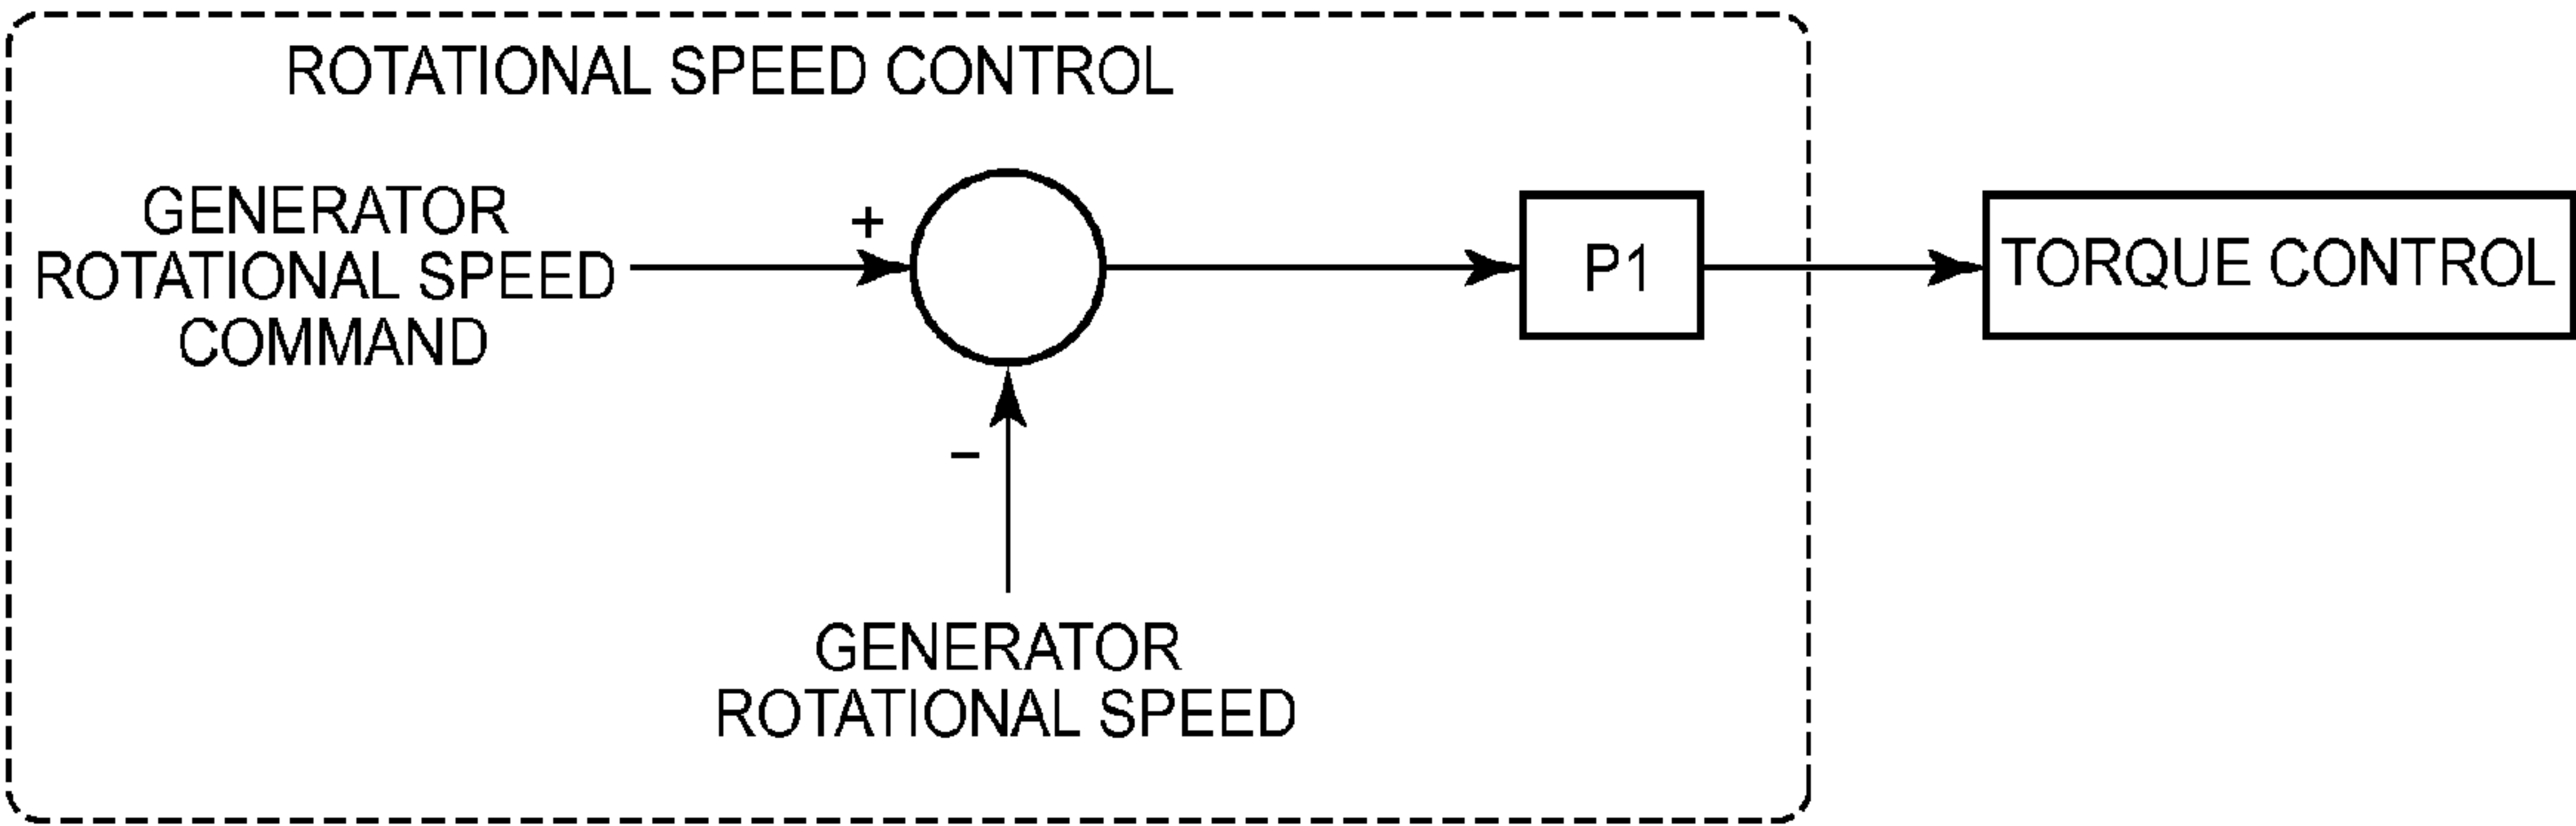 ROTATIONAL SPEED CONTROL
GENERATOR
ROTATIONAL SPEED
COMMAND
+
P1
TORQUE CONTROL
–
GENERATOR
ROTATIONAL SPEED